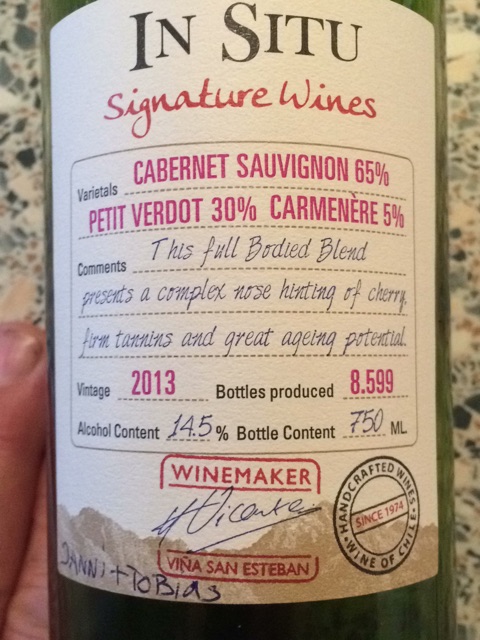 IN SITU
Signature Wines
Varietals CABERNET SAUVIGNON 65%
PETIT VERDOT 30% CARMENÈRE 5%
Comments This full Bodied Blend
presents a complex nose hinting of cherry,
firm tannins and great ageing potential.
Vintage 2013 Bottles produced 8.599
Alcohol Content 14.5 % Bottle Content 750 ML
WINEMAKER
HANDCRAFTED WINES
SINCE 1974
WINE OF CHILE
VIÑA SAN ESTEBAN
DANNi + ToBiAs